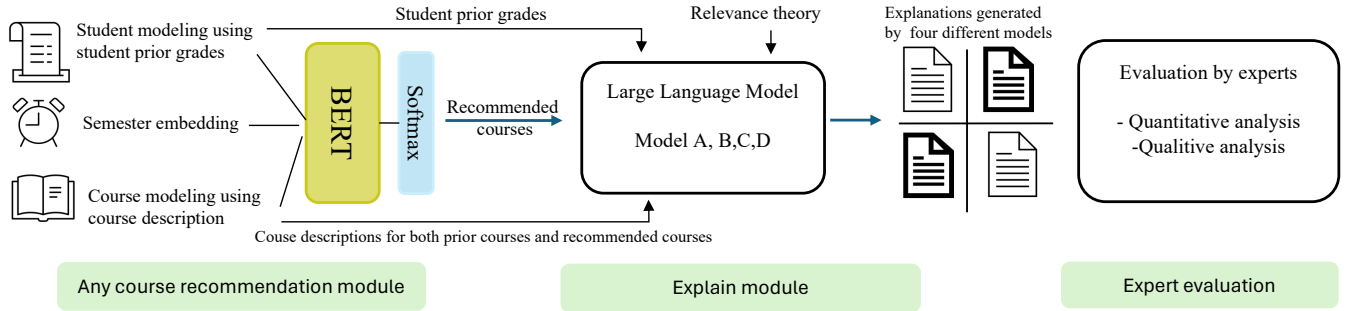 Student modeling using
student prior grades
Semester embedding
Course modeling using
course description
BERT
Softmax
Student prior grades
Recommended
courses
Couse descriptions for both prior courses and recommended courses
Relevance theory
Large Language Model
Model A, B,C,D
Explanations generated
by four different models
Evaluation by experts
- Quantitative analysis
-Qualitive analysis
Any course recommendation module
Explain module
Expert evaluation